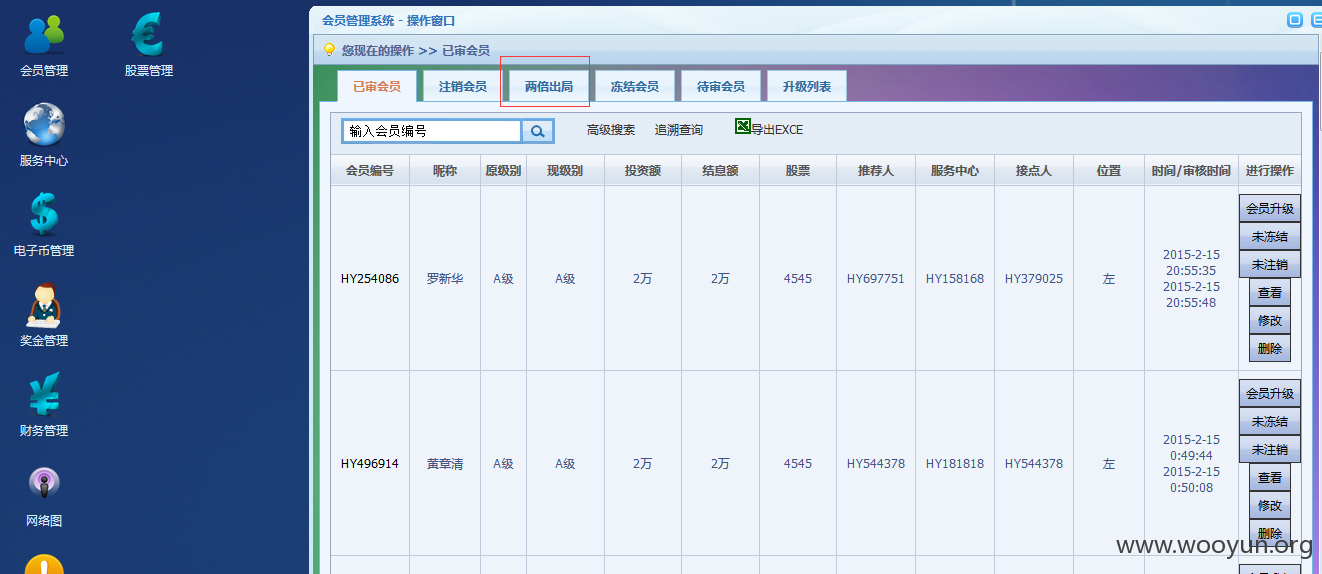 会员管理系统 - 操作窗口
您现在的操作 >> 已审会员
会员管理
股票管理
服务中心
电子币管理
奖金管理
财务管理
网络图
已审会员 注销会员 两倍出局 冻结会员 待审会员 升级列表
输入会员编号 高级搜索 追溯查询 导出EXCE
会员编号 昵称 原级别 现级别 投资额 结息额 股票 推荐人 服务中心 接点人 位置 时间/审核时间 进行操作
HY254086 罗新华 A级 A级 2万 2万 4545 HY697751 HY158168 HY379025 左
2015-2-15
20:55:35
2015-2-15
20:55:48
会员升级
未冻结
未注销
查看
修改
删除
HY496914 黄章清 A级 A级 2万 2万 4545 HY544378 HY181818 HY544378 左
2015-2-15
0:49:44
2015-2-15
0:50:08
会员升级
未冻结
未注销
查看
修改
删除
www.wooyun.org